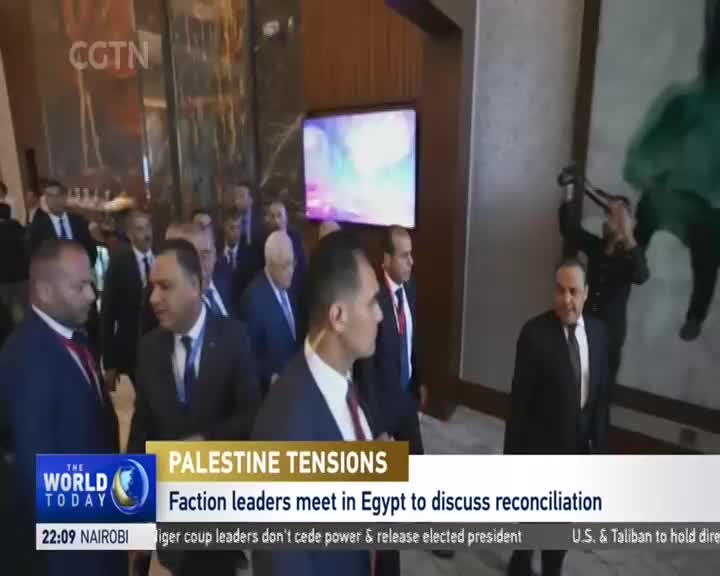 CGTN
PALESTINE TENSIONS
Faction leaders meet in Egypt to discuss reconciliation
THE
WORLD
TODAY
22:09 NAIROBI
iger coup leaders don't cede power & release elected president
U.S. & Taliban to hold dire